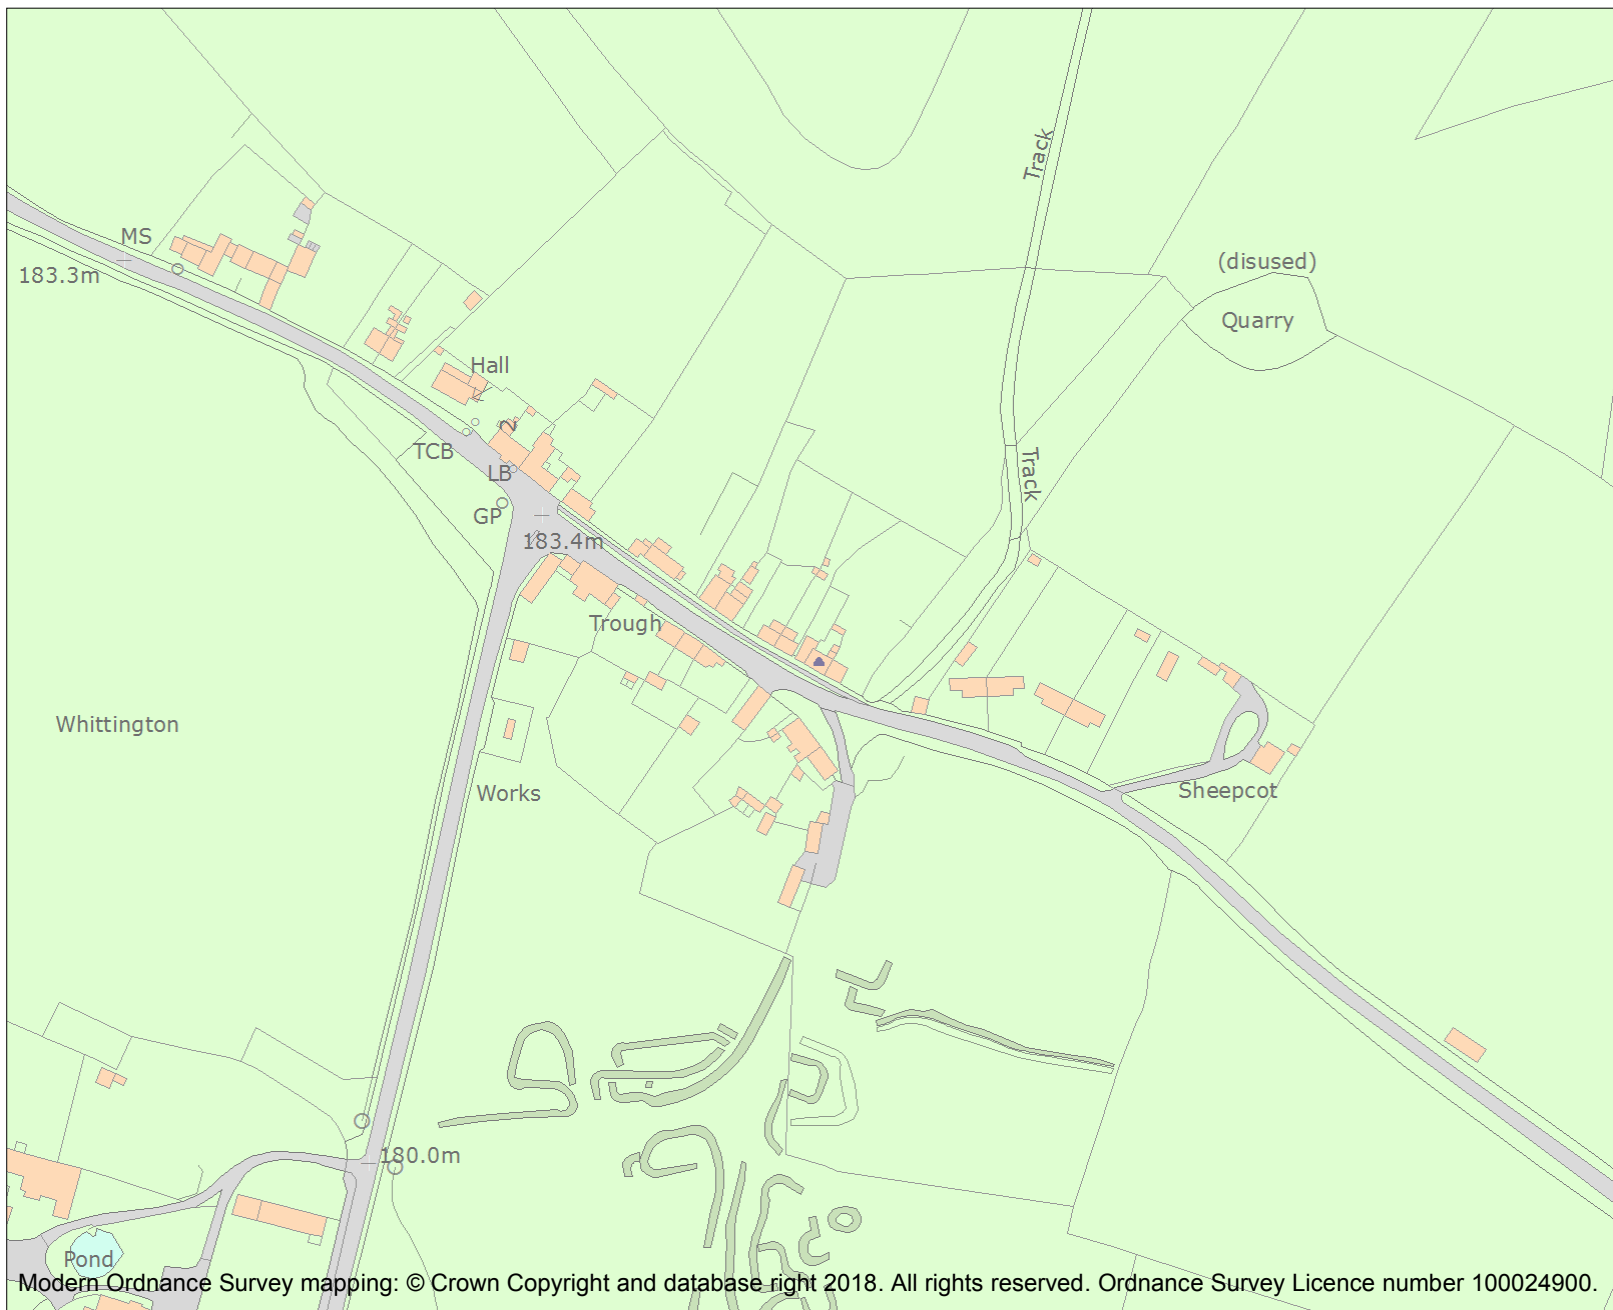 Track
MS
(disused)
183.3m
Quarry
Hall
2
TCB
LB
Track
GP
183.4m
Trough
Whittington
Works
Sheepcot
180.0m
Pond
Modern Ordnance Survey mapping: © Crown Copyright and database right 2018. All rights reserved. Ordnance Survey Licence number 100024900.